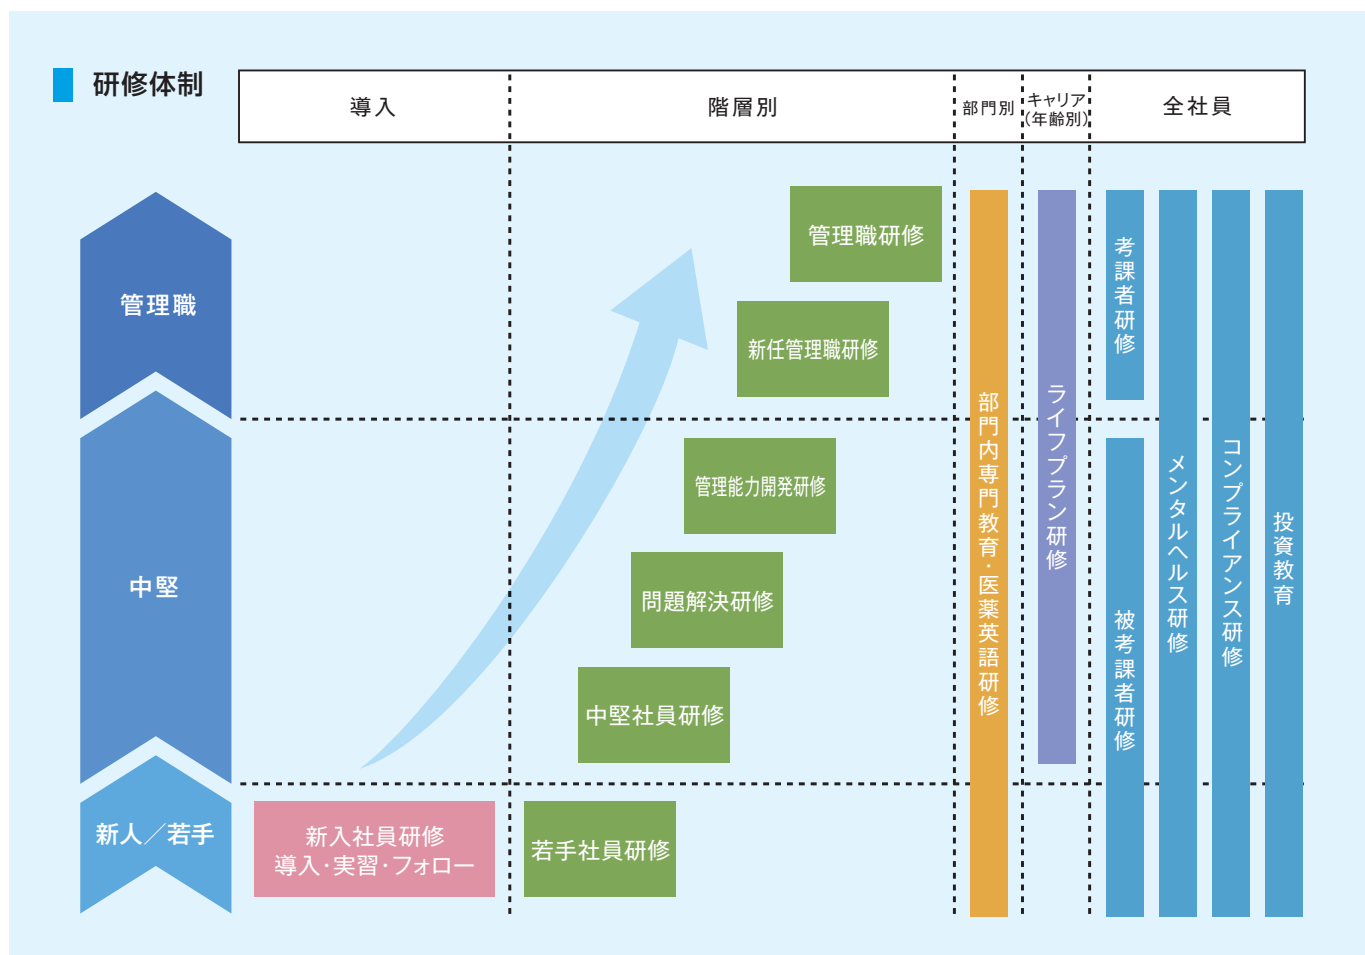 研修体制
導入
階層別
部門別
キャリア
（年齢別）
全社員
管理職
中堅
新人／若手
新入社員研修
導入・実習・フォロー
管理職研修
新任管理職研修
管理能力開発研修
問題解決研修
中堅社員研修
若手社員研修
部門内専門教育・医薬英語研修
ライフプラン研修
考課者研修
被考課者研修
メンタルヘルス研修
コンプライアンス研修
投資教育